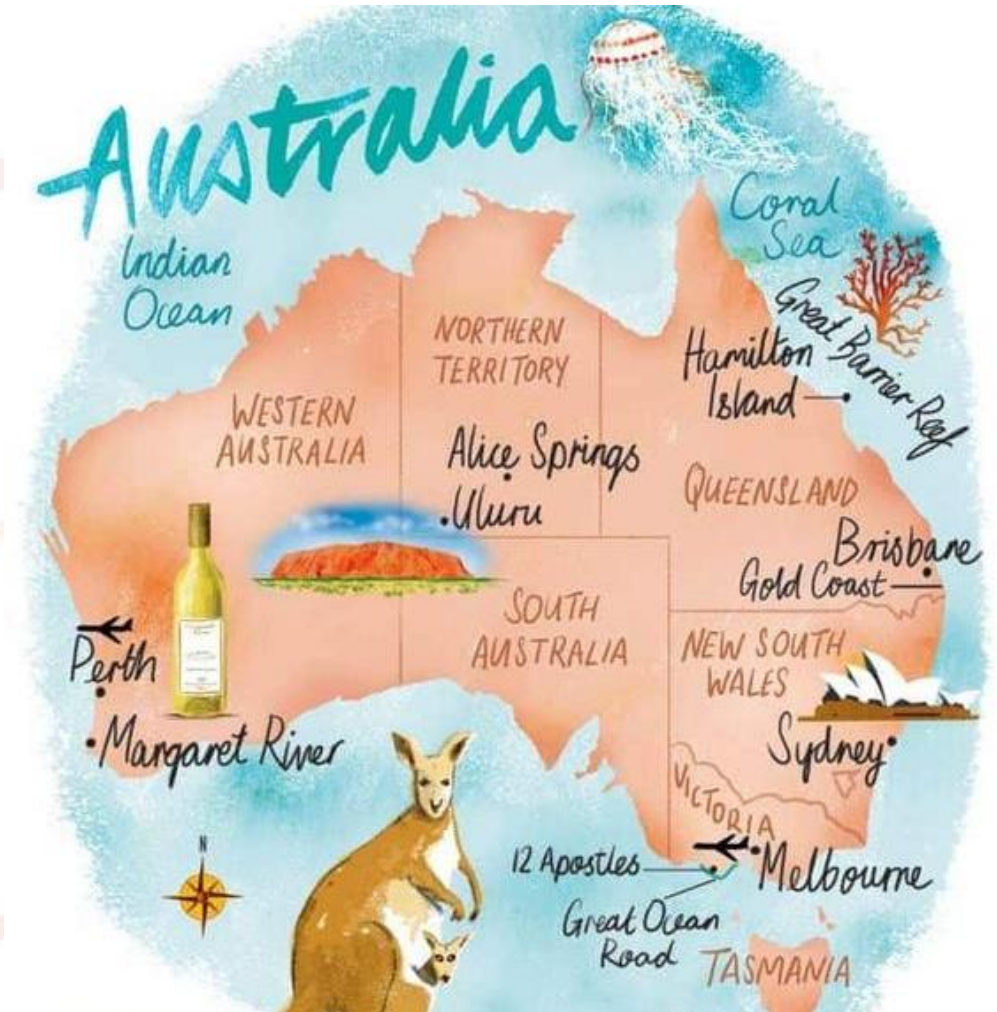 Australia
Indian
Ocean
Coral
Sea
Great Barrier Reef
NORTHERN
TERRITORY
Hamilton
Island
WESTERN
AUSTRALIA
Alice Springs
Uluru
QUEENSLAND
Brisbane
Gold Coast
SOUTH
AUSTRALIA
NEW SOUTH
WALES
Perth
Margaret River
Sydney
VICTORIA
12 Apostles
Melbourne
Great Ocean
Road
TASMANIA
N